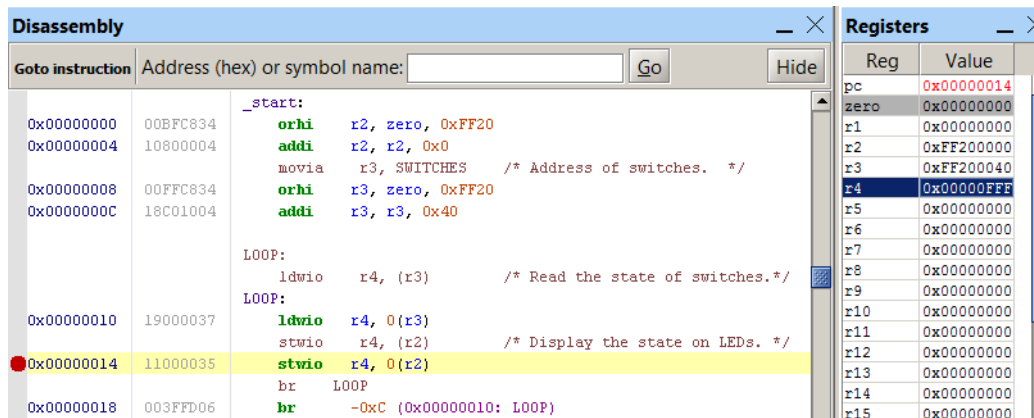 Disassembly
Goto instruction Address (hex) or symbol name: Go Hide
_start:
0x00000000 00BFC834 orhi r2, zero, 0xFF20
0x00000004 10800004 addi r2, r2, 0x0
movia r3, SWITCHES /* Address of switches. */
0x00000008 00FFC834 orhi r3, zero, 0xFF20
0x0000000C 18C01004 addi r3, r3, 0x40
LOOP:
ldwio r4, (r3) /* Read the state of switches.*/
LOOP:
0x00000010 19000037 ldwio r4, 0(r3)
stwio r4, (r2) /* Display the state on LEDs. */
0x00000014 11000035 stwio r4, 0(r2)
br LOOP
0x00000018 003FFD06 br -0xC (0x00000010: LOOP)
Registers
Reg Value
pc 0x00000014
zero 0x00000000
r1 0x00000000
r2 0xFF200000
r3 0xFF200040
r4 0x00000FFF
r5 0x00000000
r6 0x00000000
r7 0x00000000
r8 0x00000000
r9 0x00000000
r10 0x00000000
r11 0x00000000
r12 0x00000000
r13 0x00000000
r14 0x00000000
r15 0x00000000